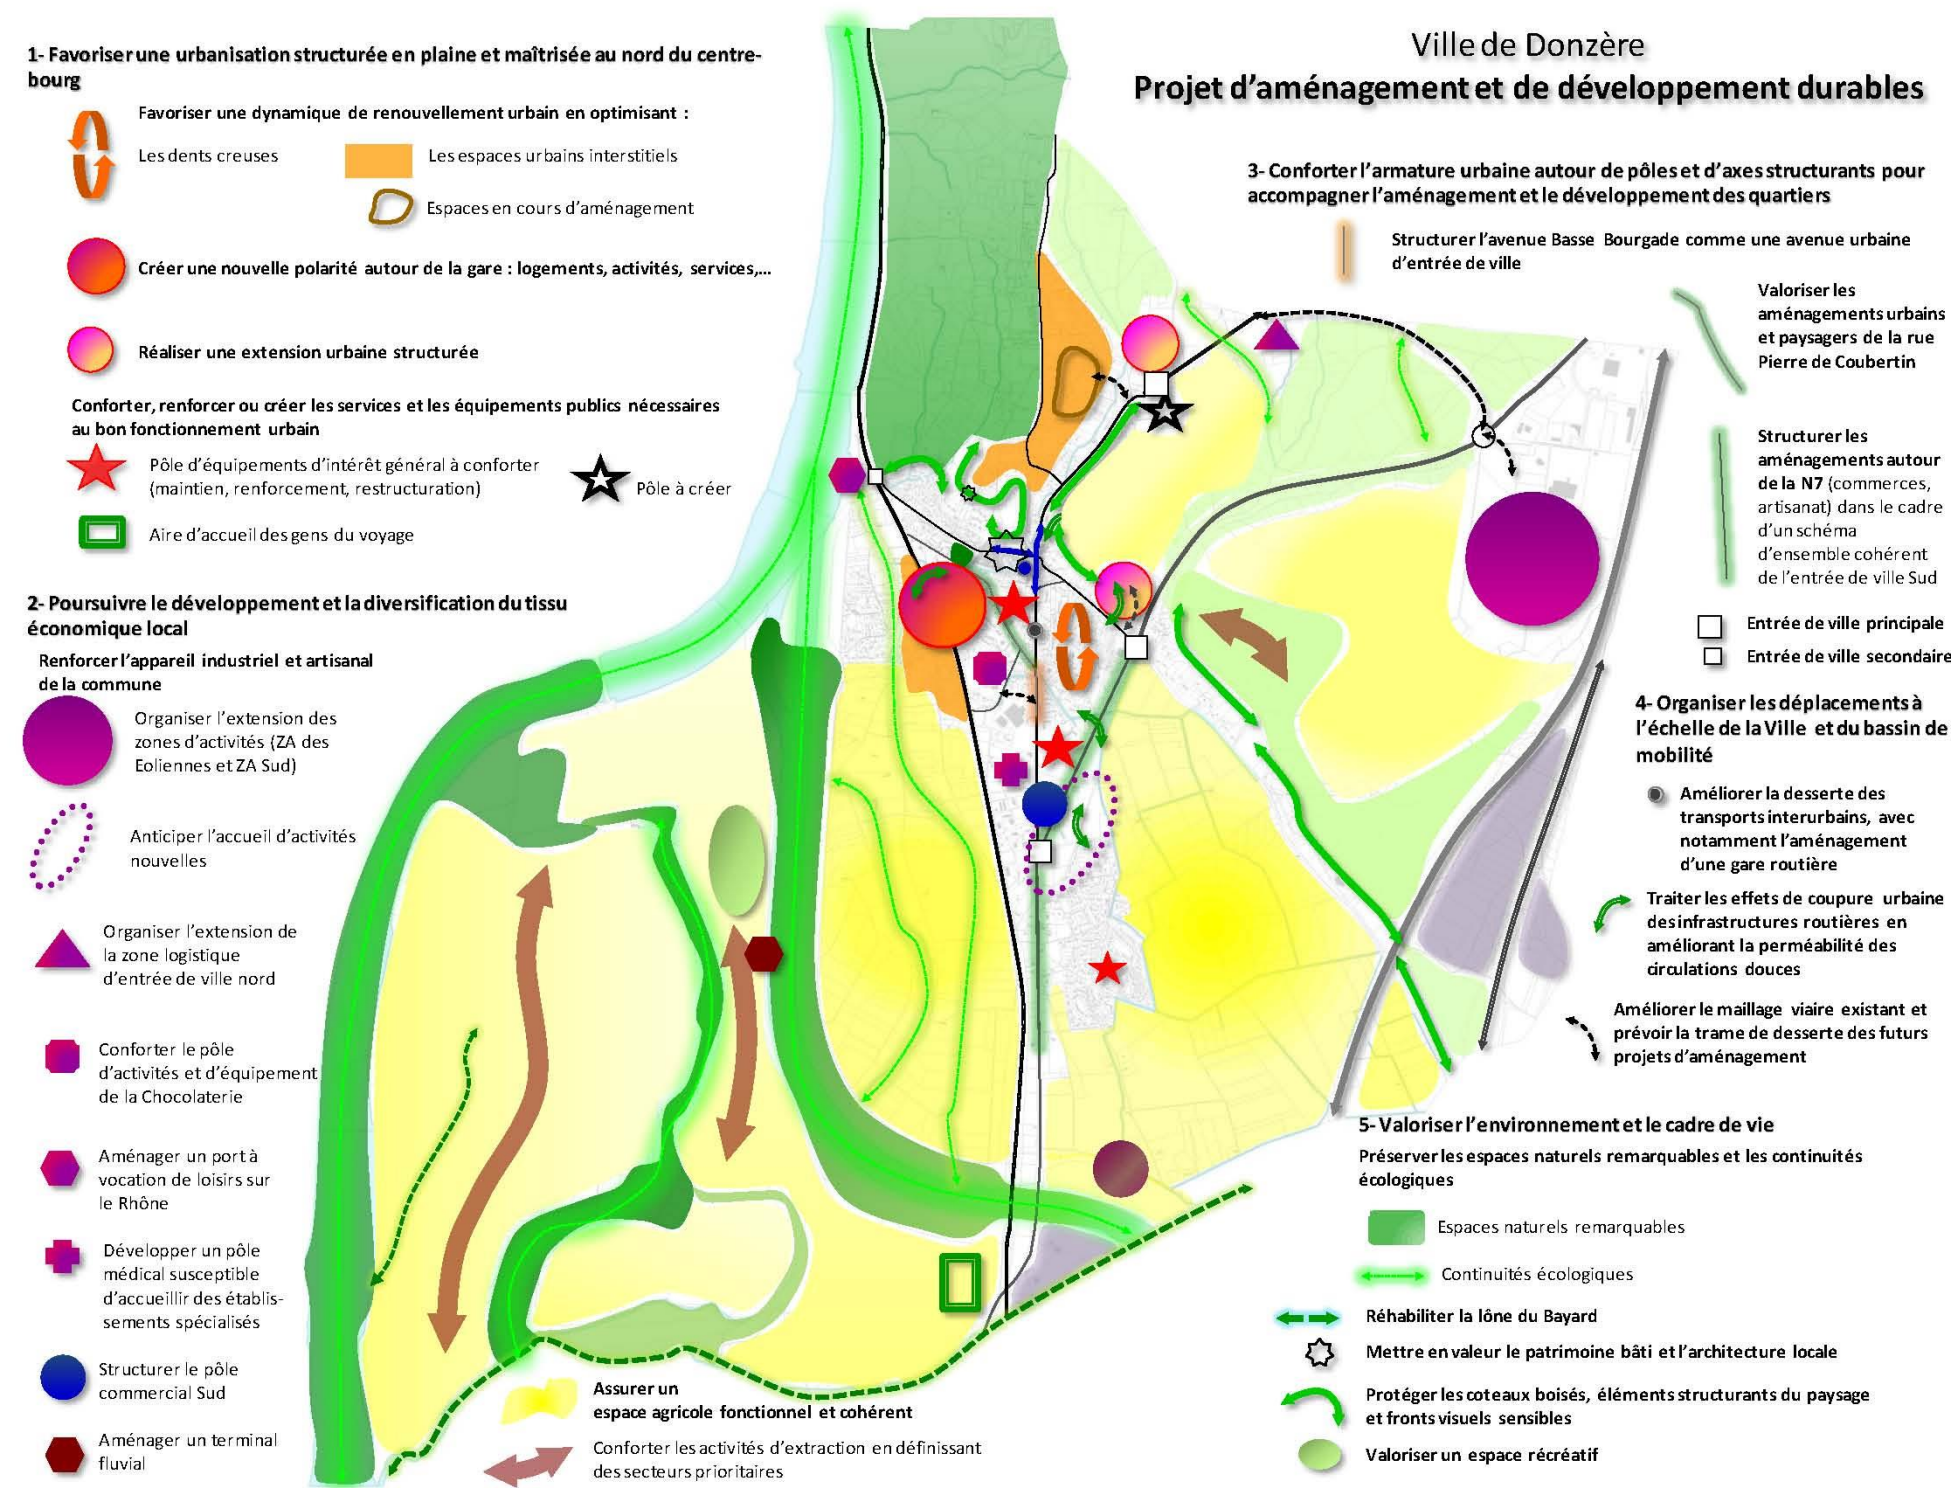 Ville de Donzère
Projet d'aménagement et de développement durables
1- Favoriser une urbanisation structurée en plaine et maîtrisée au nord du centre-
bourg
Favoriser une dynamique de renouvellement urbain en optimisant :
Les dents creuses
Les espaces urbains interstitiels
Espaces en cours d'aménagement
Créer une nouvelle polarité autour de la gare : logements, activités, services,...
Réaliser une extension urbaine structurée
Conforter, renforcer ou créer les services et les équipements publics nécessaires
au bon fonctionnement urbain
Pôle d'équipements d'intérêt général à conforter
(maintien, renforcement, restructuration)
Pôle à créer
Aire d'accueil des gens du voyage
2- Poursuivre le développement et la diversification du tissu
économique local
Renforcer l'appareil industriel et artisanal
de la commune
Organiser l'extension des
zones d'activités (ZA des
Eoliennes et ZA Sud)
Anticiper l'accueil d'activités
nouvelles
Organiser l'extension de
la zone logistique
d'entrée de ville nord
Conforter le pôle
d'activités et d'équipement
de la Chocolaterie
Aménager un port à
vocation de loisirs sur
le Rhône
Développer un pôle
médical susceptible
d'accueillir des établis-
sements spécialisés
Structurer le pôle
commercial Sud
Aménager un terminal
fluvial
Assurer un
espace agricole fonctionnel et cohérent
Conforter les activités d'extraction en définissant
des secteurs prioritaires
3- Conforter l'armature urbaine autour de pôles et d'axes structurants pour
accompagner l'aménagement et le développement des quartiers
Structurer l'avenue Basse Bourgade comme une avenue urbaine
d'entrée de ville
Valoriser les
aménagements urbains
et paysagers de la rue
Pierre de Coubertin
Structurer les
aménagements autour
de la N7 (commerces,
artisanat) dans le cadre
d'un schéma
d'ensemble cohérent
de l'entrée de ville Sud
Entrée de ville principale
Entrée de ville secondaire
4- Organiser les déplacements à
l'échelle de la Ville et du bassin de
mobilité
Améliorer la desserte des
transports interurbains, avec
notamment l'aménagement
d'une gare routière
Traiter les effets de coupure urbaine
des infrastructures routières en
améliorant la perméabilité des
circulations douces
Améliorer le maillage viaire existant et
prévoir la trame de desserte des futurs
projets d'aménagement
5- Valoriser l'environnement et le cadre de vie
Préserver les espaces naturels remarquables et les continuités
écologiques
Espaces naturels remarquables
Continuités écologiques
Réhabiliter la lône du Bayard
Mettre en valeur le patrimoine bâti et l'architecture locale
Protéger les coteaux boisés, éléments structurants du paysage
et fronts visuels sensibles
Valoriser un espace récréatif